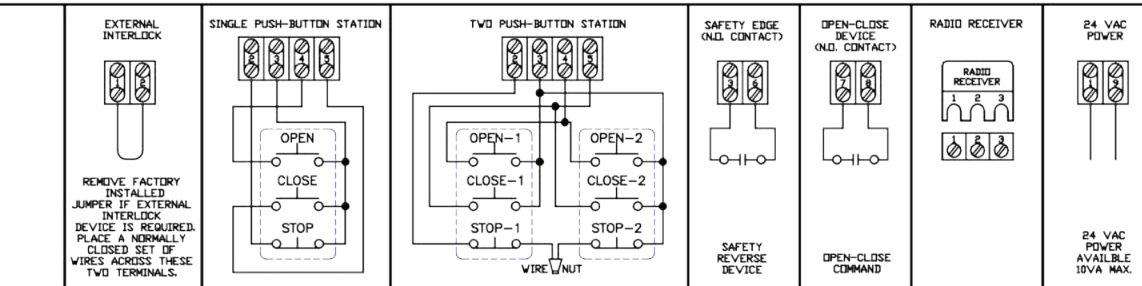 EXTERNAL
INTERLOCK
1 2
REMOVE FACTORY
INSTALLED
JUMPER IF EXTERNAL
INTERLOCK
DEVICE IS REQUIRED.
PLACE A NORMALLY
CLOSED SET OF
WIRES ACROSS THESE
TWO TERMINALS.
SINGLE PUSH-BUTTON STATION
2 3 4 5
OPEN
CLOSE
STOP
TWO PUSH-BUTTON STATION
2 3 4 5
OPEN-1 OPEN-2
CLOSE-1 CLOSE-2
STOP-1 STOP-2
WIRE NUT
SAFETY EDGE
(N.O. CONTACT)
3 6
SAFETY
REVERSE
DEVICE
OPEN-CLOSE
DEVICE
(N.O. CONTACT)
7 8
OPEN-CLOSE
COMMAND
RADIO RECEIVER
RADIO
RECEIVER
1 2 3
1 2 3
24 VAC
POWER
1 9
24 VAC
POWER
AVAILBLE
10VA MAX.